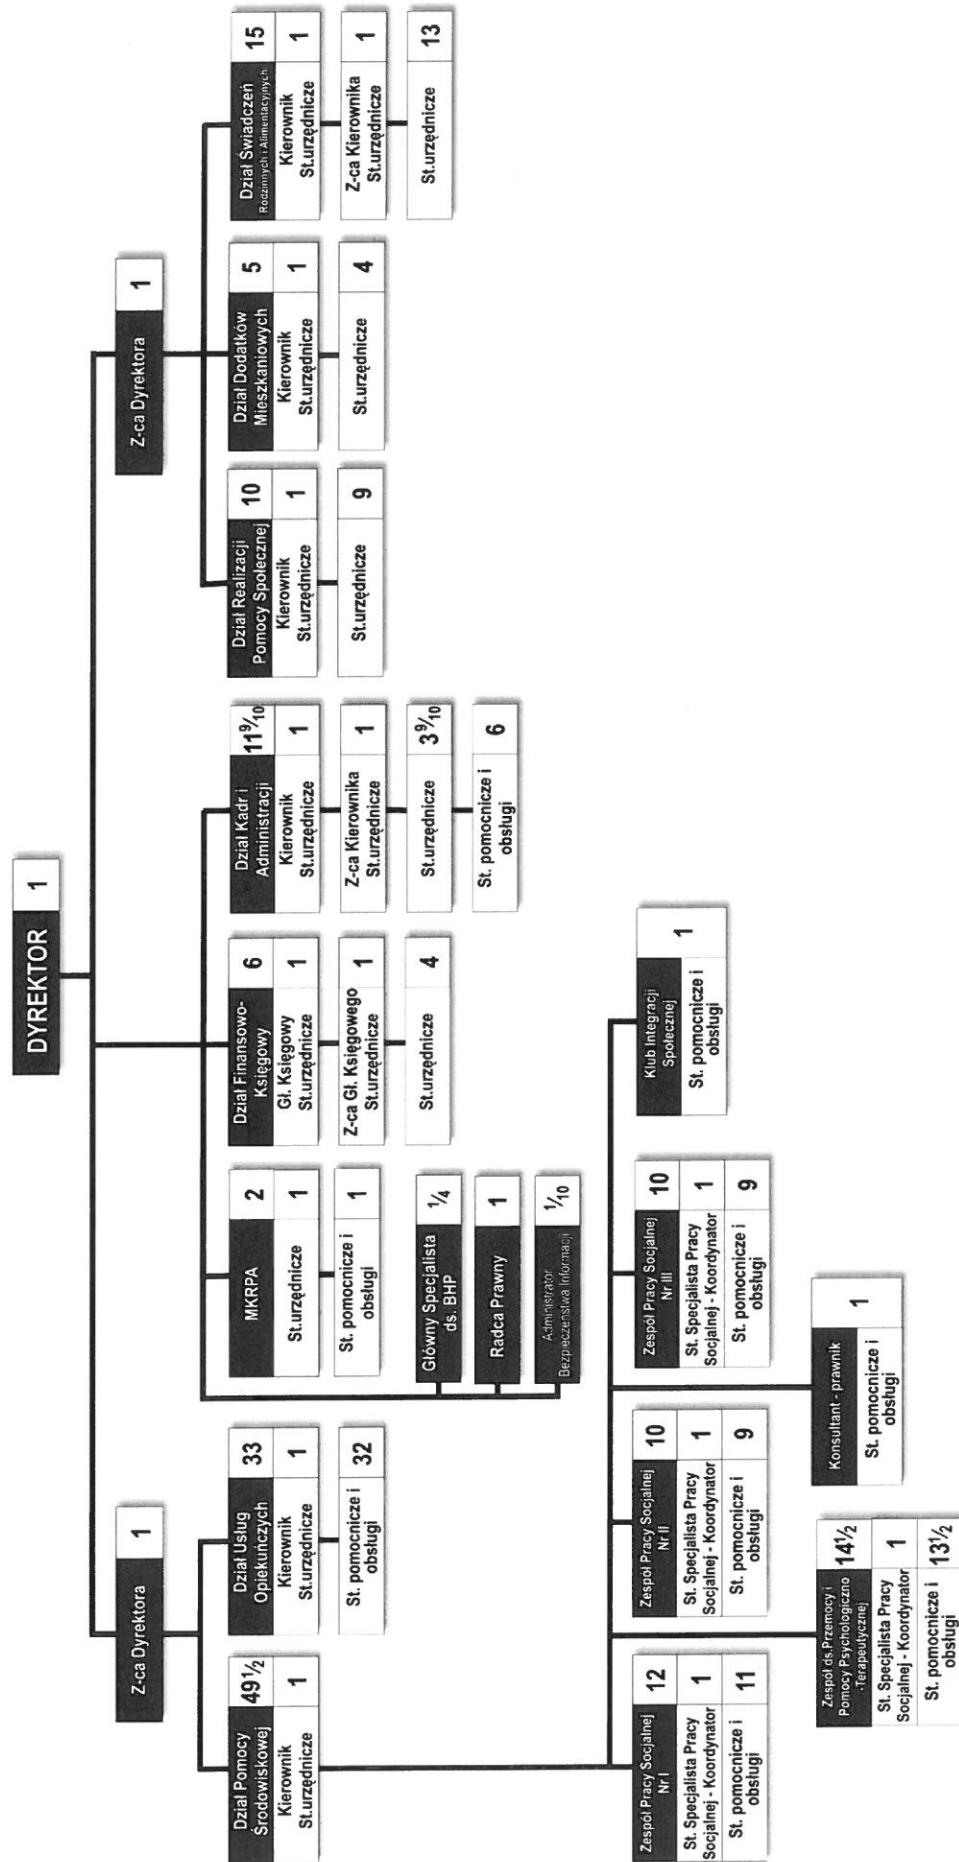 DYREKTOR 1
Z-ca Dyrektora 1
Z-ca Dyrektora 1
Dział Pomocy
Środowiskowej
49½
Kierownik
St.urzędnicze
1
Dział Usług
Opiekuńczych
33
Kierownik
St.urzędnicze
1
St. pomocnicze i
obsługi
32
MKRPA 2
St.urzędnicze 1
St. pomocnicze i
obsługi
1
Główny Specjalista
ds. BHP
¼
Radca Prawny 1
Administrator
Bezpieczeństwa Informacji
1/10
Dział Finansowo-
Księgowy
6
Gł. Księgowy
St.urzędnicze
1
Z-ca Gł. Księgowego
St.urzędnicze
1
St.urzędnicze 4
Dział Kadr i
Administracji
11 9/10
Kierownik
St.urzędnicze
1
Z-ca Kierownika
St.urzędnicze
1
St.urzędnicze 3 9/10
St. pomocnicze i
obsługi
6
Dział Realizacji
Pomocy Społecznej
10
Kierownik
St.urzędnicze
1
St.urzędnicze 9
Dział Dodatków
Mieszkaniowych
5
Kierownik
St.urzędnicze
1
St.urzędnicze 4
Dział Świadczeń
Rodzinnych i Alimentacyjnych
15
Kierownik
St.urzędnicze
1
Z-ca Kierownika
St.urzędnicze
1
St.urzędnicze 13
Zespół Pracy Socjalnej
Nr I
12
St. Specjalista Pracy
Socjalnej - Koordynator
1
St. pomocnicze i
obsługi
11
Zespół Pracy Socjalnej
Nr II
10
St. Specjalista Pracy
Socjalnej - Koordynator
1
St. pomocnicze i
obsługi
9
Zespół Pracy Socjalnej
Nr III
10
St. Specjalista Pracy
Socjalnej - Koordynator
1
St. pomocnicze i
obsługi
9
Klub Integracji
Społecznej
St. pomocnicze i
obsługi
1
Zespół ds.Przemocy i
Pomocy Psychologiczno
-Terapeutycznej
14½
St. Specjalista Pracy
Socjalnej - Koordynator
1
St. pomocnicze i
obsługi
13½
Konsultant - prawnik
St. pomocnicze i
obsługi
1